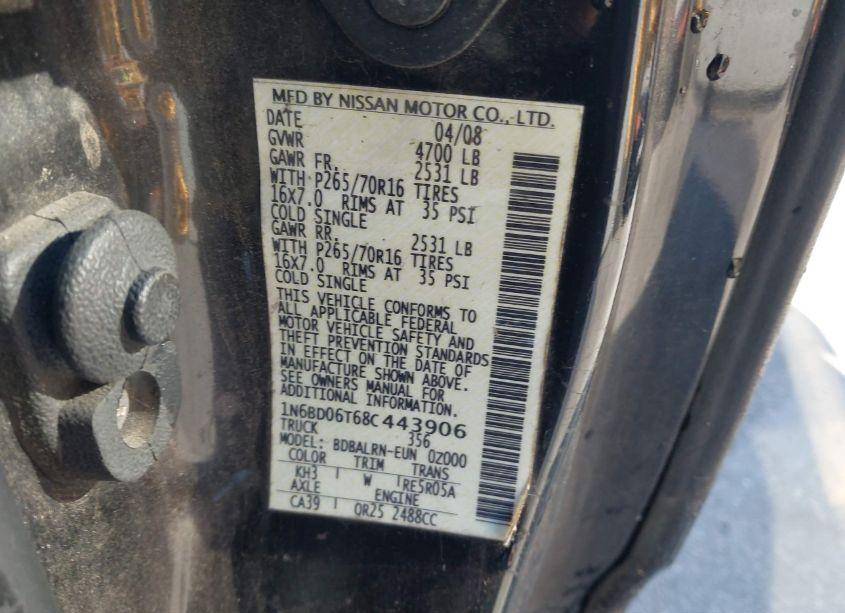 MFD BY NISSAN MOTOR CO., LTD.
DATE 04/08
GVWR 4700 LB
GAWR FR. 2531 LB
WITH P265/70R16 TIRES
16X7.0 RIMS AT 35 PSI
COLD SINGLE
GAWR RR. 2531 LB
WITH P265/70R16 TIRES
16X7.0 RIMS AT 35 PSI
COLD SINGLE
THIS VEHICLE CONFORMS TO
ALL APPLICABLE FEDERAL
MOTOR VEHICLE SAFETY AND
THEFT PREVENTION STANDARDS
IN EFFECT ON THE DATE OF
MANUFACTURE SHOWN ABOVE.
SEE OWNERS MANUAL FOR
ADDITIONAL INFORMATION.
1N6BD06T68C443906
TRUCK 356
MODEL: BDBALRN-EUN 0Z000
COLOR TRIM TRANS
KH3 W RE5R05A
AXLE ENGINE
CA39 QR25 2488CC